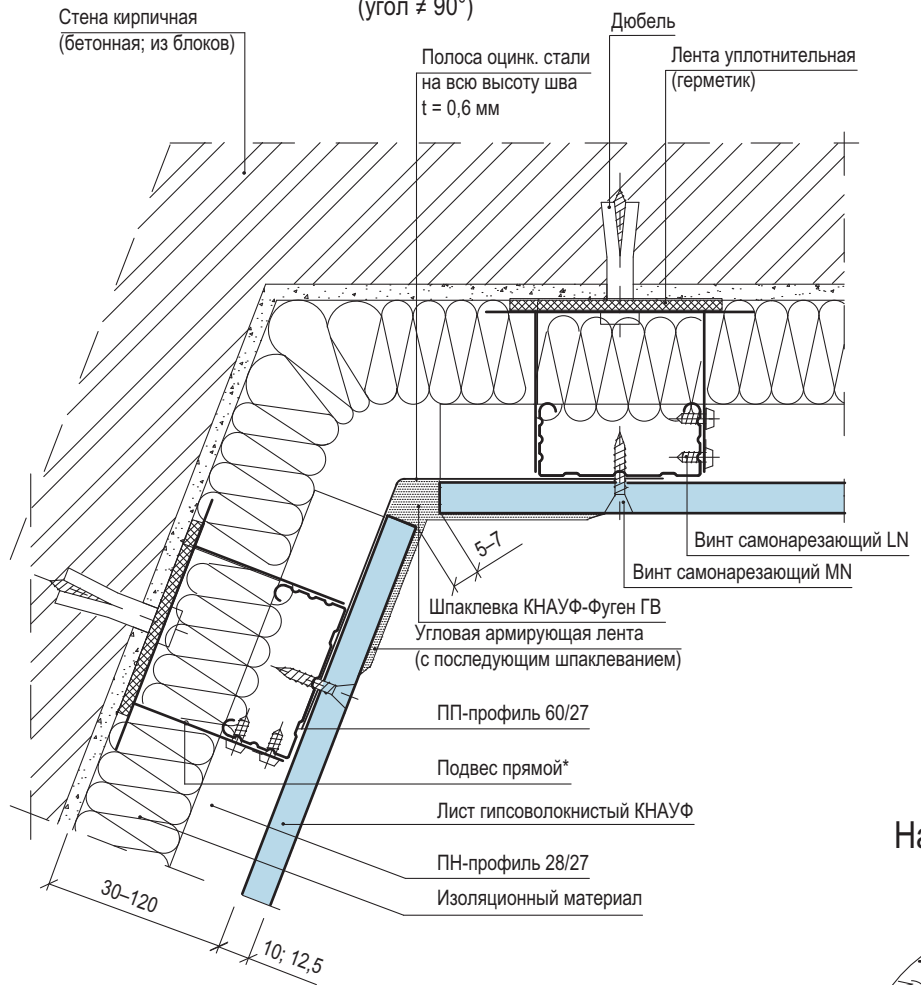 (угол ≠ 90°)
Стена кирпичная
(бетонная; из блоков)
Дюбель
Полоса оцинк. стали
на всю высоту шва
t = 0,6 мм
Лента уплотнительная
(герметик)
5–7
Винт самонарезающий LN
Винт самонарезающий MN
Шпаклевка КНАУФ-Фуген ГВ
Угловая армирующая лента
(с последующим шпаклеванием)
ПП-профиль 60/27
Подвес прямой*
Лист гипсоволокнистый КНАУФ
ПН-профиль 28/27
Изоляционный материал
30–120
10; 12,5